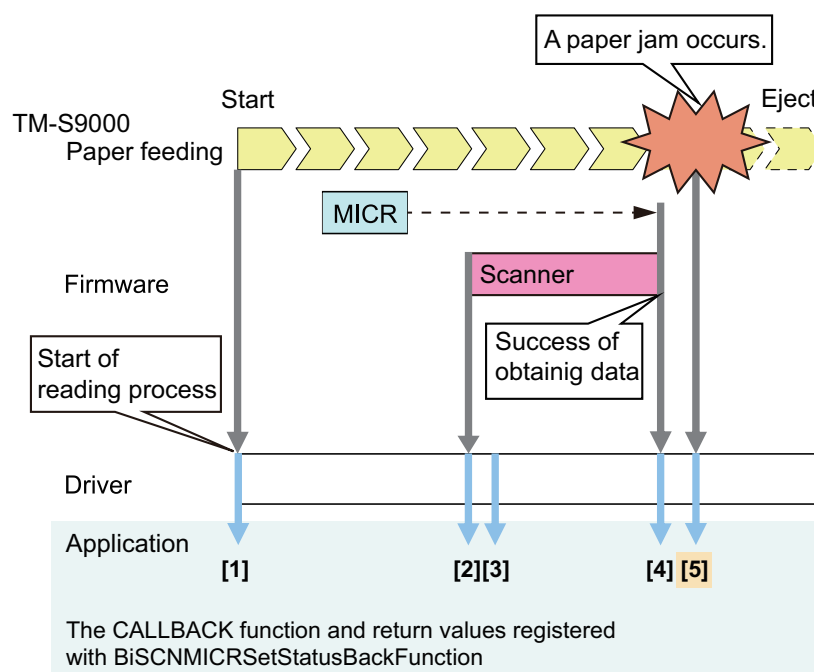 A paper jam occurs.
Start
Eject
TM-S9000
Paper feeding
MICR
Scanner
Firmware
Success of
obtainig data
Start of
reading process
Driver
Application
[1]
[2][3]
[4]
[5]
The CALLBACK function and return values registered
with BiSCNMICRSetStatusBackFunction